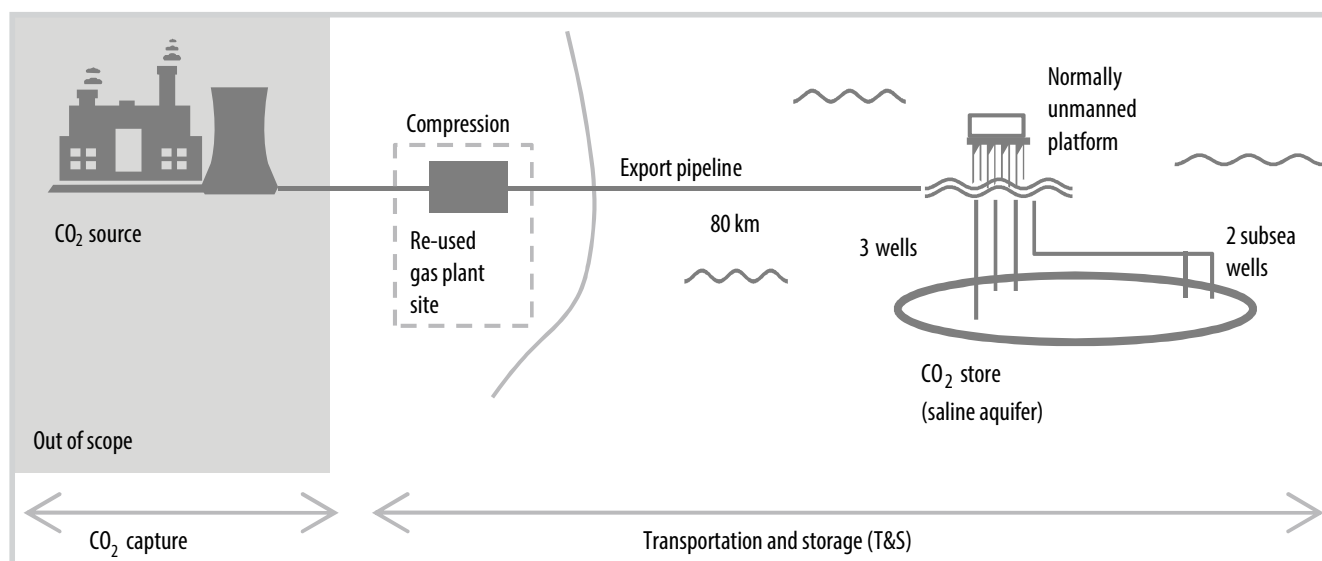 Normally
unmanned
platform
Compression
Export pipeline
80 km
CO2 source
Re-used
gas plant
site
3 wells
2 subsea
wells
CO2 store
(saline aquifer)
Out of scope
CO2 capture
Transportation and storage (T&S)